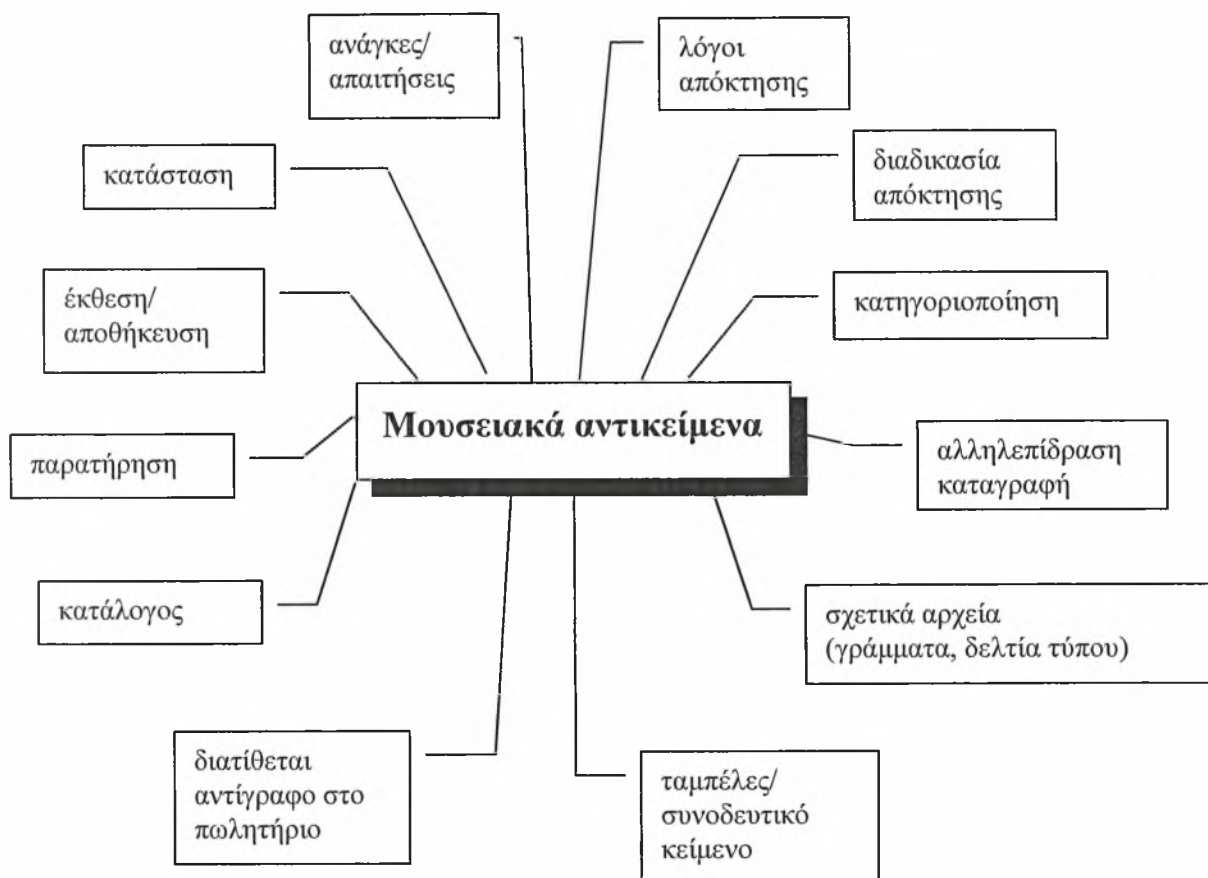 ανάγκες/
απαιτήσεις
λόγοι
απόκτησης
κατάσταση
διαδικασία
απόκτησης
έκθεση/
αποθήκευση
κατηγοριοποίηση
Μουσειακά αντικείμενα
παρατήρηση
αλληλεπίδραση
καταγραφή
κατάλογος
σχετικά αρχεία
(γράμματα, δελτία τύπου)
διατίθεται
αντίγραφο στο
πωλητήριο
ταμπέλες/
συνοδευτικό
κείμενο